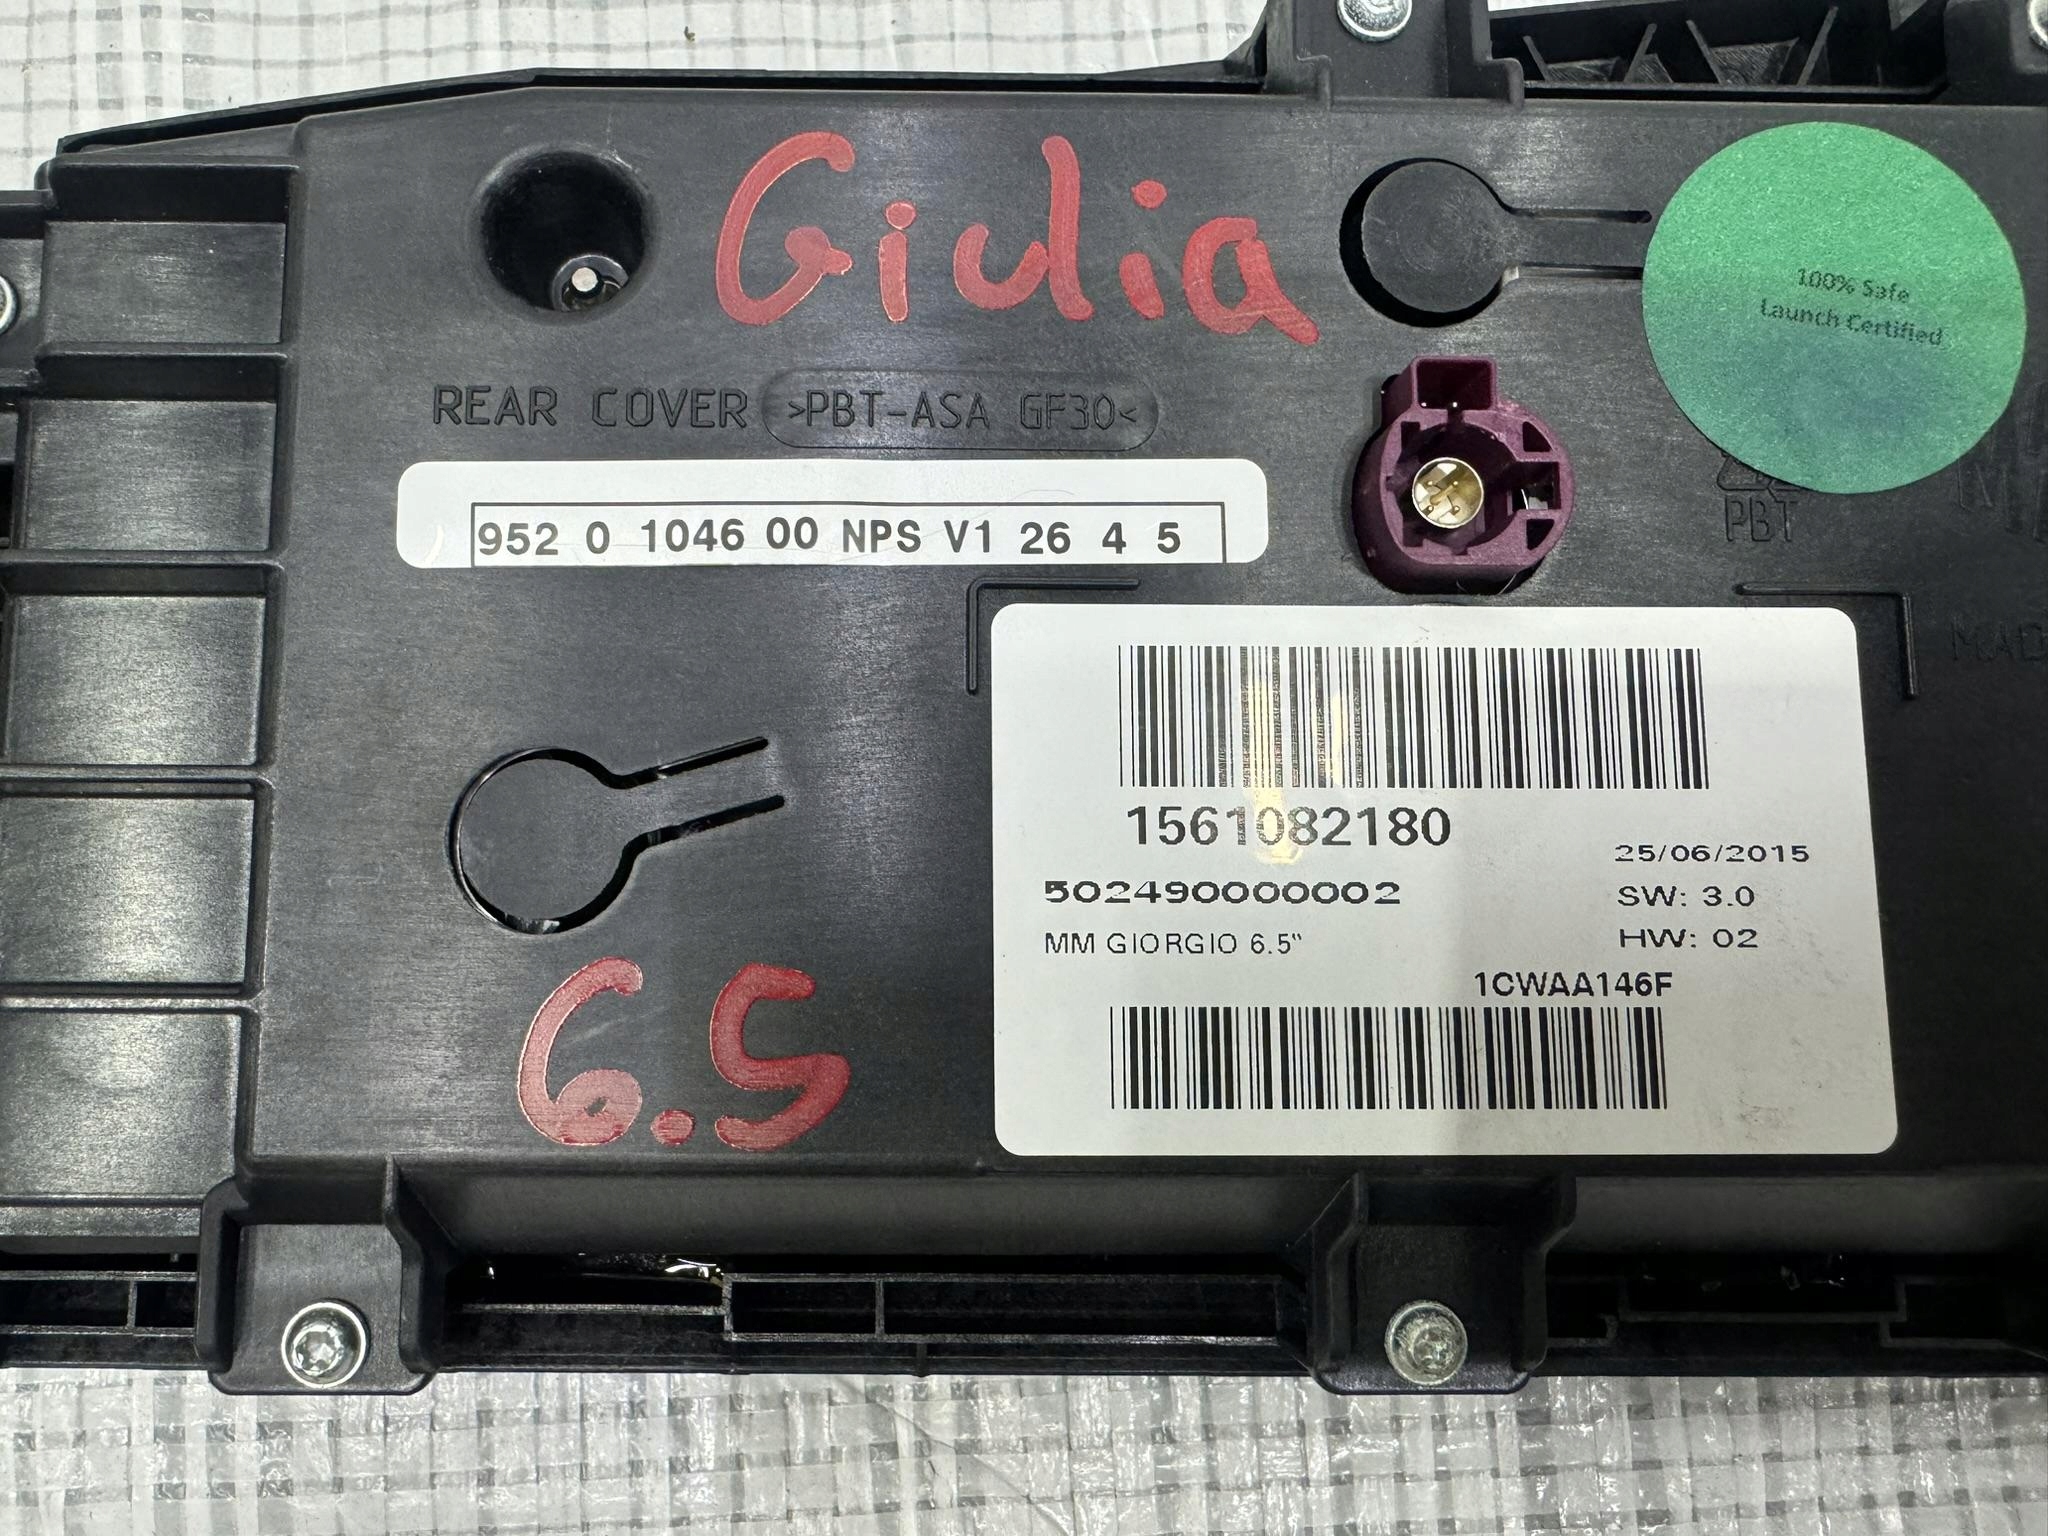 Giulia
100% Safe
Launch Certified
REAR COVER >PBT-ASA GF30<
952 0 1046 00 NPS V1 26 4 5
PBT
1561082180
25/06/2015
502490000002
SW: 3.0
MM GIORGIO 6.5"
HW: 02
1CWAA146F
6.5